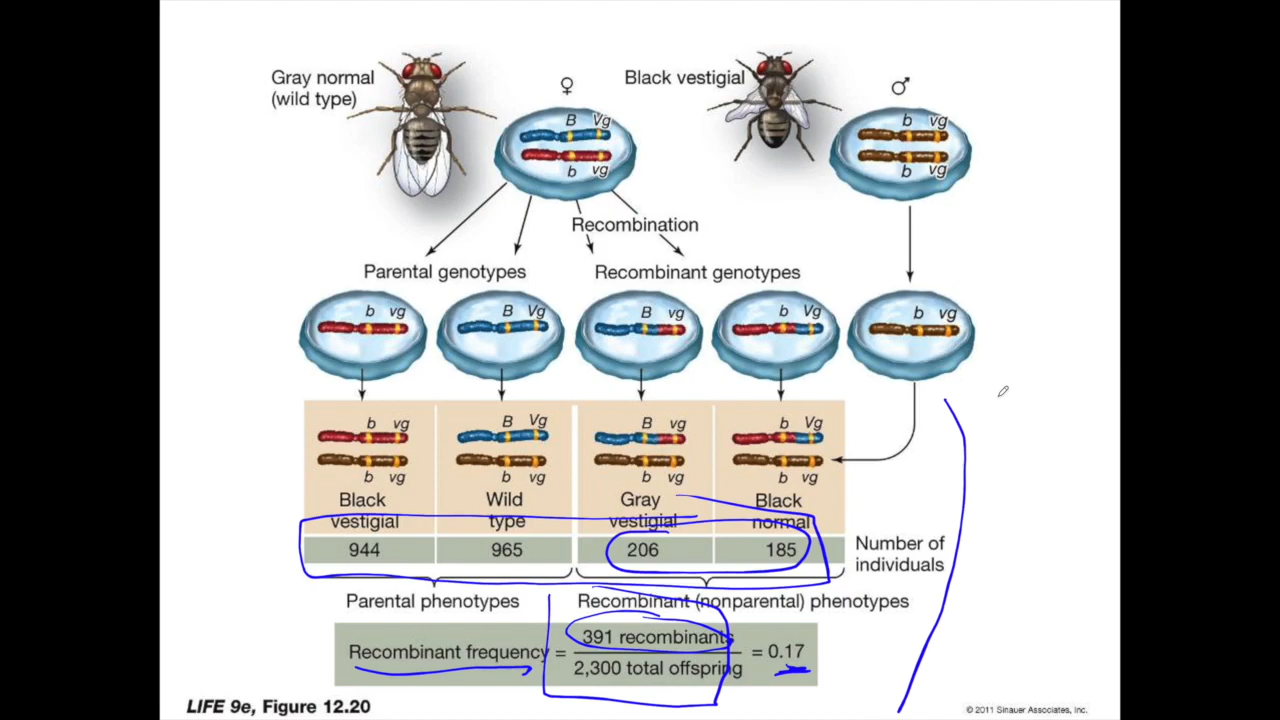 Gray normal
(wild type)
♀
Black vestigial
♂
B Vg
b vg
b vg
b vg
Recombination
Parental genotypes
Recombinant genotypes
b vg
B Vg
B vg
b Vg
b vg
b vg
B Vg
B vg
b Vg
b vg
b vg
b vg
b vg
Black
vestigial
Wild
type
Gray
vestigial
Black
normal
944
965
206
185
Number of
individuals
Parental phenotypes
Recombinant (nonparental) phenotypes
Recombinant frequency = 391 recombinants
2,300 total offspring
= 0.17
LIFE 9e, Figure 12.20
© 2011 Sinauer Associates, Inc.